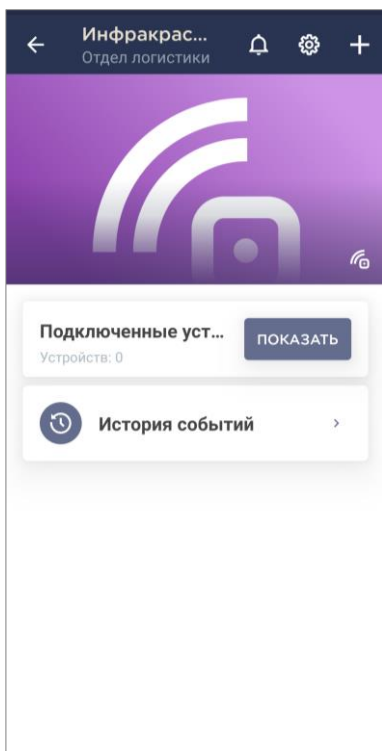 Инфракрас...
Отдел логистики
Подключенные уст...
Устройств: 0
ПОКАЗАТЬ
История событий